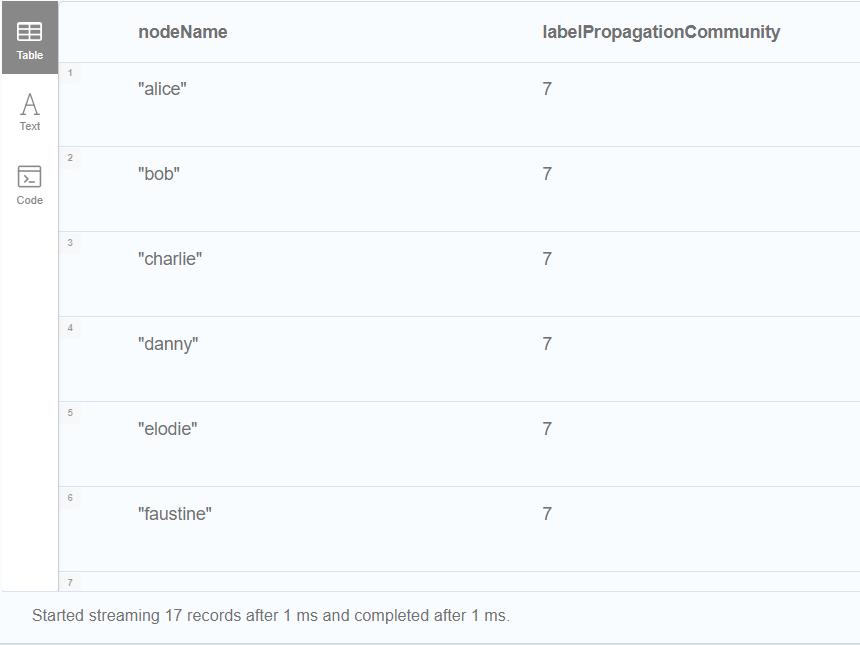 Table
Text
Code
nodeName labelPropagationCommunity
1
"alice" 7
2
"bob" 7
3
"charlie" 7
4
"danny" 7
5
"elodie" 7
6
"faustine" 7
7
Started streaming 17 records after 1 ms and completed after 1 ms.